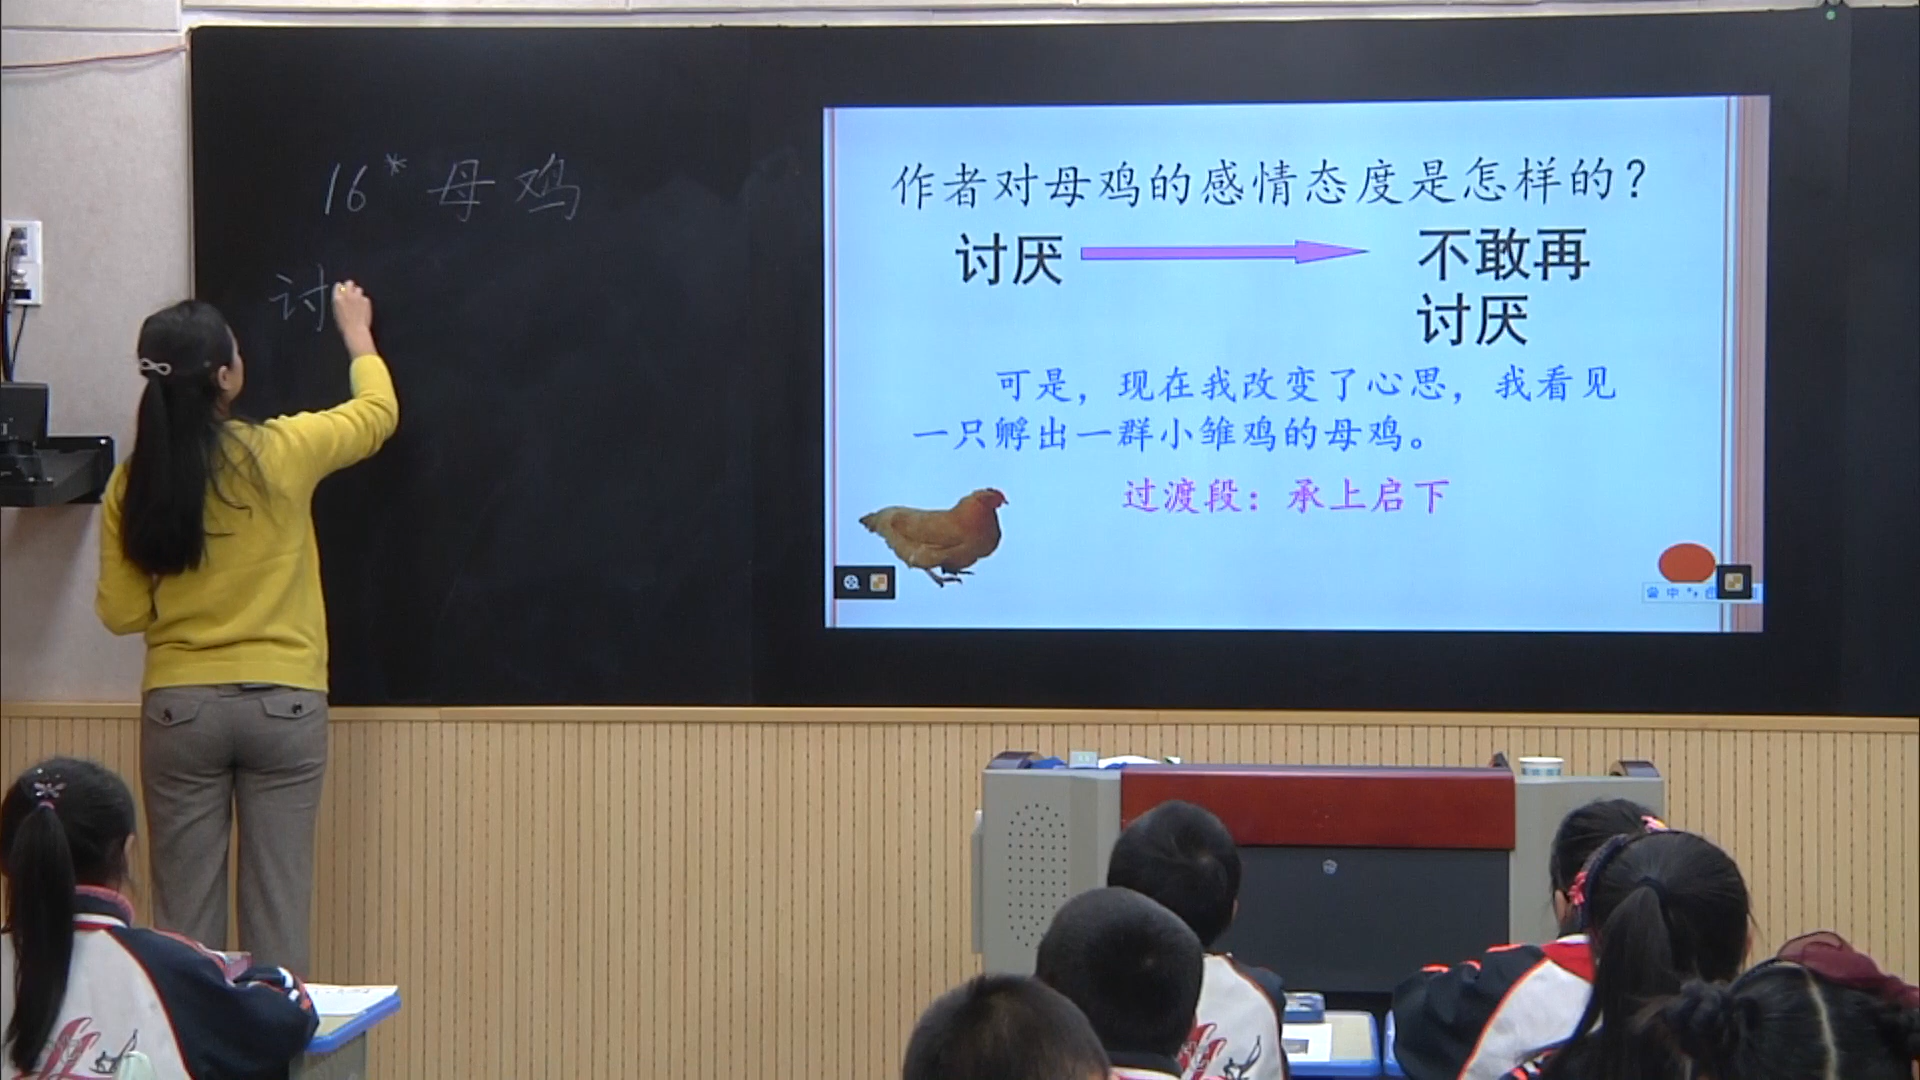 16* 母鸡
讨
作者对母鸡的感情态度是怎样的？
讨厌
不敢再
讨厌
可是，现在我改变了心思，我看见
一只孵出一群小雏鸡的母鸡。
过渡段：承上启下
中